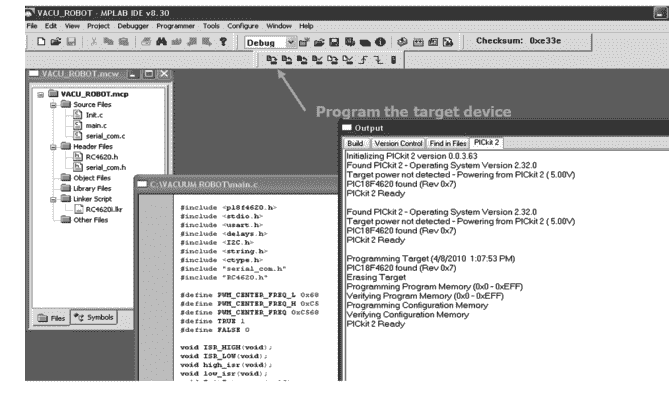 VACU_ROBOT - MPLAB IDE v8.30
File Edit View Project Debugger Programmer Tools Configure Window Help
Debug
Checksum: 0xe33e
VACU_ROBOT.mcw
VACU_ROBOT.mcp
Source Files
Init.c
main.c
serial_com.c
Header Files
RC4620.h
serial_com.h
Object Files
Library Files
Linker Script
RC4620i.lkr
Other Files
Files Symbols
Program the target device
C:\VACUUM ROBOT\main.c
#include <p18f4620.h>
#include <stdio.h>
#include <usart.h>
#include <delays.h>
#include <I2C.h>
#include <string.h>
#include <ctype.h>
#include "serial_com.h"
#include "RC4620.h"
#define PWM_CENTER_FREQ_L 0x68
#define PWM_CENTER_FREQ_H 0xC5
#define PWM_CENTER_FREQ 0xC568
#define TRUE 1
#define FALSE 0
void ISR_HIGH(void);
void ISR_LOW(void);
void high_isr(void);
void low_isr(void);
Output
Build Version Control Find in Files PICkit 2
Initializing PICkit 2 version 0.0.3.63
Found PICkit 2 - Operating System Version 2.32.0
Target power not detected - Powering from PICkit 2 ( 5.00V)
PIC18F4620 found (Rev 0x7)
PICkit 2 Ready
Found PICkit 2 - Operating System Version 2.32.0
Target power not detected - Powering from PICkit 2 ( 5.00V)
PIC18F4620 found (Rev 0x7)
PICkit 2 Ready
Programming Target (4/8/2010 1:07:53 PM)
PIC18F4620 found (Rev 0x7)
Erasing Target
Programming Program Memory (0x0 - 0xEFF)
Verifying Program Memory (0x0 - 0xEFF)
Programming Configuration Memory
Verifying Configuration Memory
PICkit 2 Ready